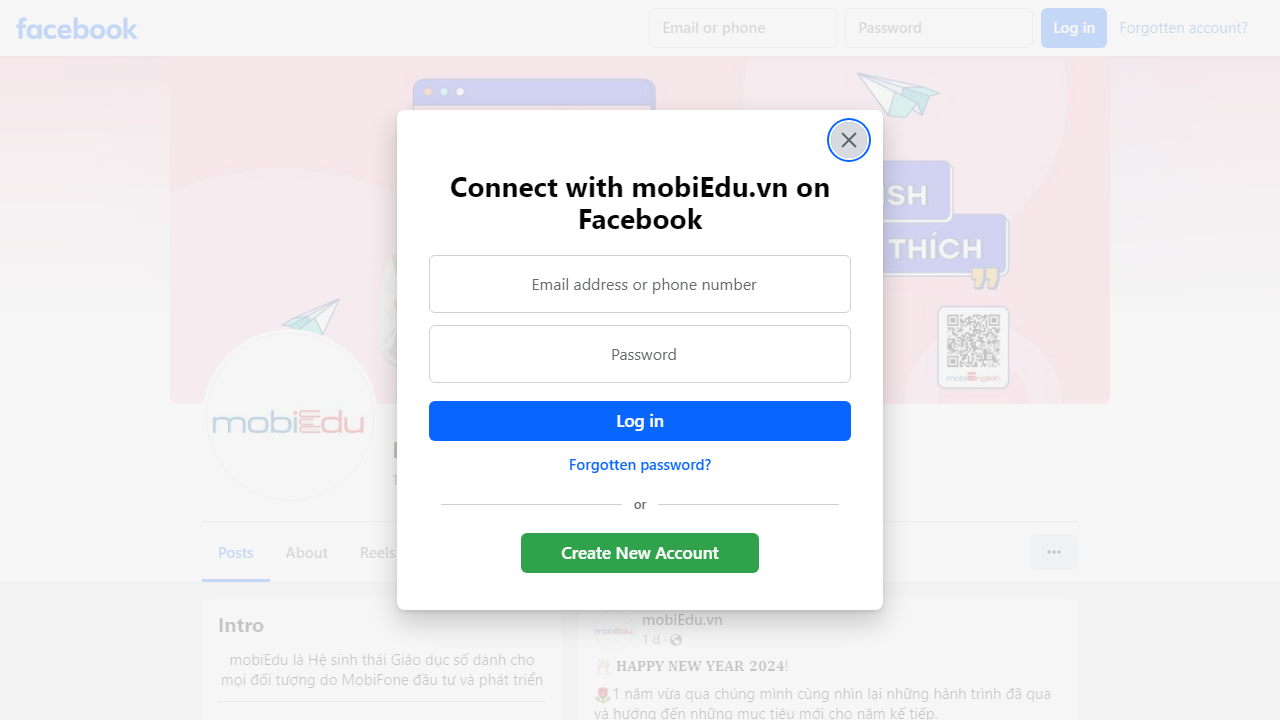 facebook
Email or phone
Password
Log in
Forgotten account?
Connect with mobiEdu.vn on
Facebook
Email address or phone number
Password
Log in
Forgotten password?
or
Create New Account
THÍCH
mobiEdu
Posts
About
Reels
Intro
mobiEdu là Hệ sinh thái Giáo dục số dành cho
mọi đối tượng do MobiFone đầu tư và phát triển
mobiEdu
mobiEdu.vn
1 d ·
HAPPY NEW YEAR 2024!
1 năm vừa qua chúng mình cùng nhìn lại những hành trình đã qua
và hướng đến những mục tiêu mới cho năm kế tiếp.